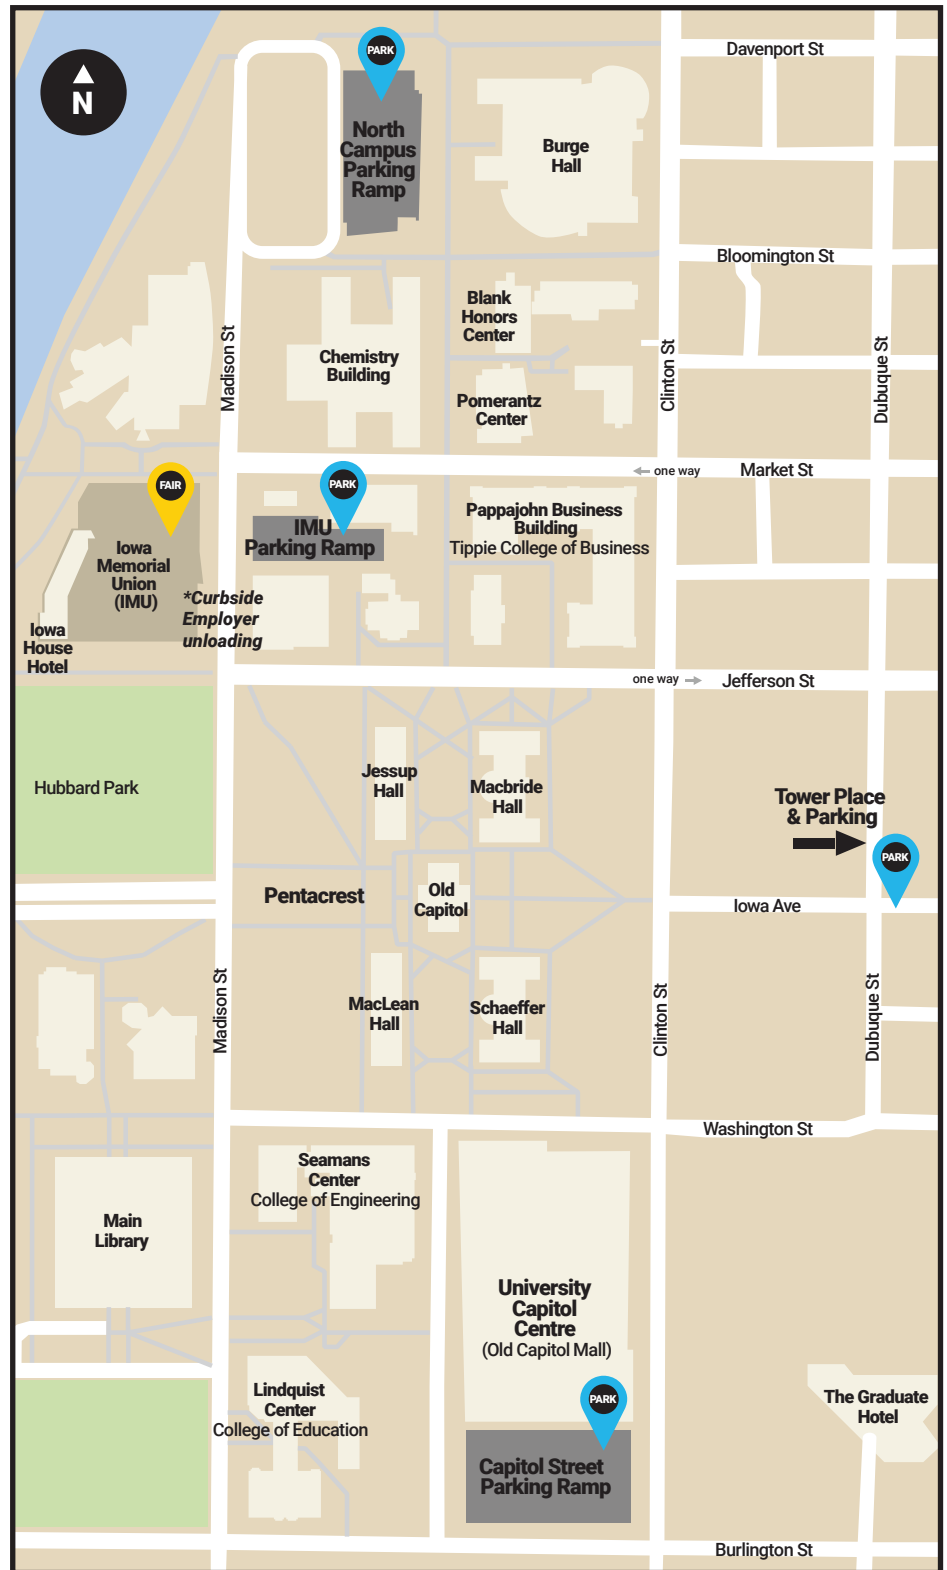 PARK
Davenport St
N
North
Campus
Parking
Ramp
Burge
Hall
Bloomington St
Blank
Honors
Center
Madison St
Chemistry
Building
Clinton St
Dubuque St
Pomerantz
Center
one way
Market St
FAIR
PARK
Pappajohn Business
Building
Tippie College of Business
IMU
Parking Ramp
Iowa
Memorial
Union
(IMU)
*Curbside
Employer
unloading
Iowa
House
Hotel
one way
Jefferson St
Hubbard Park
Jessup
Hall
Macbride
Hall
Tower Place
& Parking
PARK
Pentacrest
Old
Capitol
Iowa Ave
Madison St
MacLean
Hall
Schaeffer
Hall
Clinton St
Dubuque St
Washington St
Seamans
Center
College of Engineering
Main
Library
University
Capitol
Centre
(Old Capitol Mall)
Lindquist
Center
College of Education
PARK
The Graduate
Hotel
Capitol Street
Parking Ramp
Burlington St